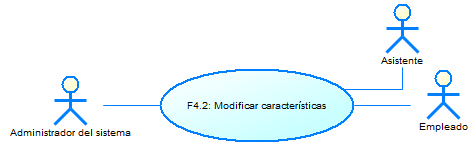 Asistente
F4.2: Modificar características
Administrador del sistema
Empleado